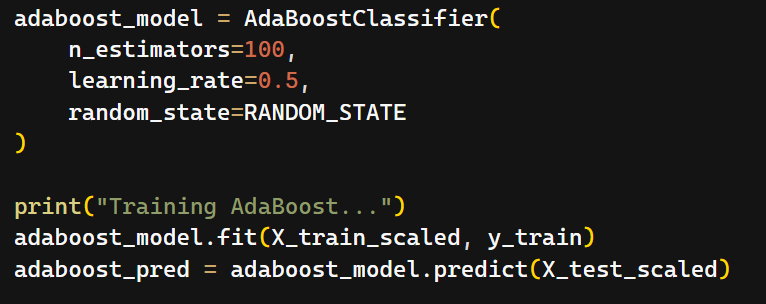 adaboost_model = AdaBoostClassifier(
    n_estimators=100,
    learning_rate=0.5,
    random_state=RANDOM_STATE
)

print("Training AdaBoost...")
adaboost_model.fit(X_train_scaled, y_train)
adaboost_pred = adaboost_model.predict(X_test_scaled)